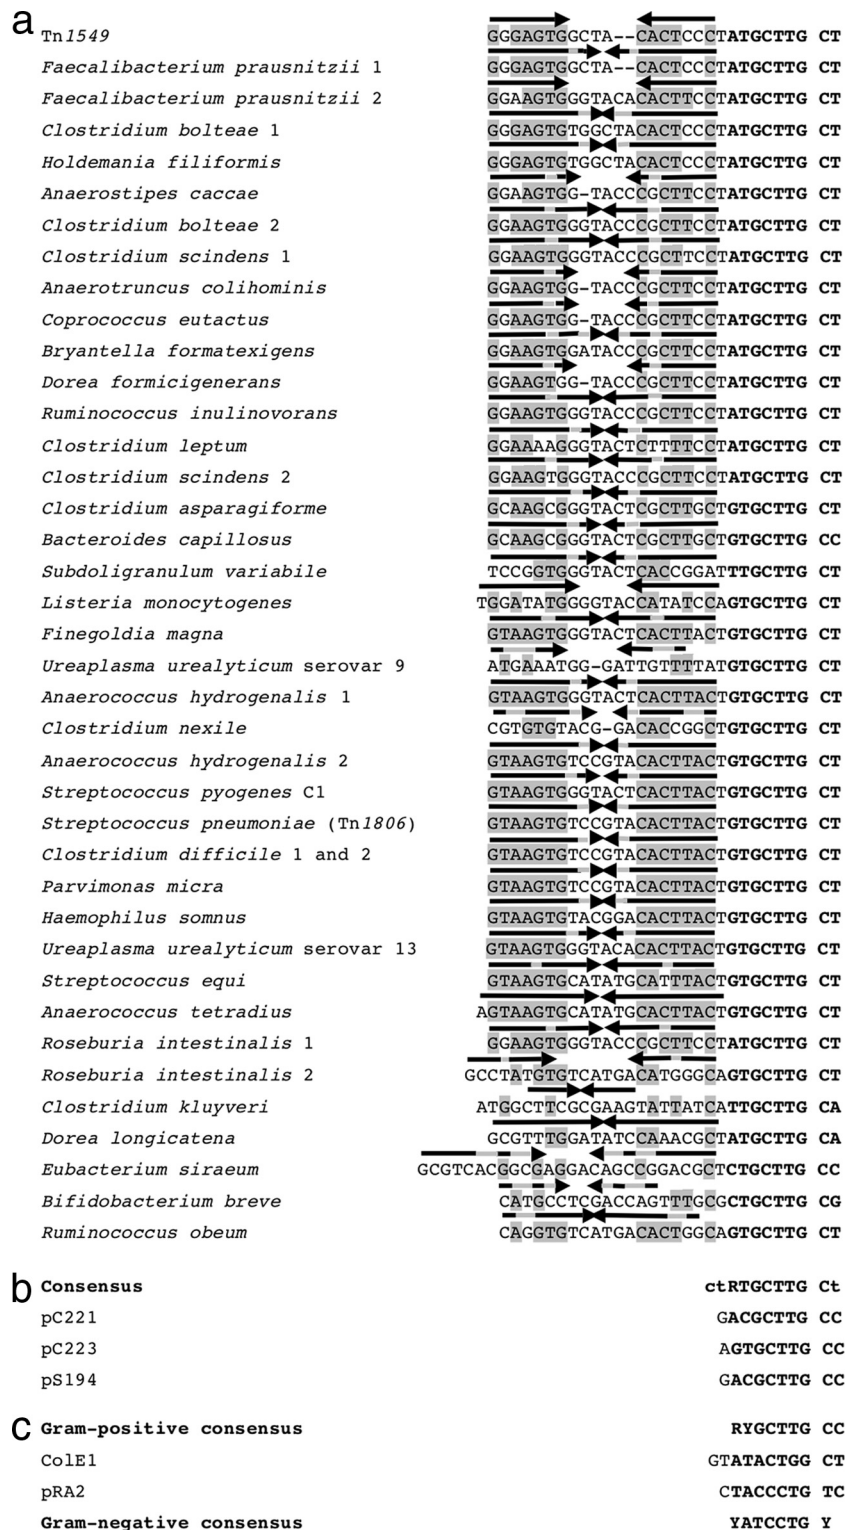 a
Tn1549 GGGAGTGGCTA--CACTCCCTATGCTTG CT
Faecalibacterium prausnitzii 1 GGGAGTGGCTA--CACTCCCTATGCTTG CT
Faecalibacterium prausnitzii 2 GGAAGTGGGTACACACTTCCTATGCTTG CT
Clostridium bolteae 1 GGGAGTGTGGCTACACTCCCTATGCTTG CT
Holdemania filiformis GGGAGTGTGGCTACACTCCCTATGCTTG CT
Anaerostipes caccae GGAAGTGG-TACCCGCTTCCTATGCTTG CT
Clostridium bolteae 2 GGAAGTGGGTACCCGCTTCCTATGCTTG CT
Clostridium scindens 1 GGAAGTGGGTACCCGCTTCCTATGCTTG CT
Anaerotruncus colihominis GGAAGTGG-TACCCGCTTCCTATGCTTG CT
Coprococcus eutactus GGAAGTGG-TACCCGCTTCCTATGCTTG CT
Bryantella formatexigens GGAAGTGGATACCCGCTTCCTATGCTTG CT
Dorea formicigenerans GGAAGTGG-TACCCGCTTCCTATGCTTG CT
Ruminococcus inulinovorans GGAAGTGGGTACCCGCTTCCTATGCTTG CT
Clostridium leptum GGAAAAGGGTACTCTTTTCCTATGCTTG CT
Clostridium scindens 2 GGAAGTGGGTACCCGCTTCCTATGCTTG CT
Clostridium asparagiforme GCAAGCGGGTACTCGCTTGCTGTGCTTG CT
Bacteroides capillosus GCAAGCGGGTACTCGCTTGCTGTGCTTG CC
Subdoligranulum variabile TCCGGTGGGTACTCACCGGATTTGCTTG CT
Listeria monocytogenes TGGATATGGGGTACCATATCCAGTGCTTG CT
Finegoldia magna GTAAGTGGGTACTCACTTACTGTGCTTG CT
Ureaplasma urealyticum serovar 9 ATGAAATGG-GATTGTTTTATGTGCTTG CT
Anaerococcus hydrogenalis 1 GTAAGTGGGTACTCACTTACTGTGCTTG CT
Clostridium nexile CGTGTGTACG-GACACCGGCTGTGCTTG CT
Anaerococcus hydrogenalis 2 GTAAGTGTCCGTACACTTACTGTGCTTG CT
Streptococcus pyogenes C1 GTAAGTGGGTACTCACTTACTGTGCTTG CT
Streptococcus pneumoniae (Tn1806) GTAAGTGTCCGTACACTTACTGTGCTTG CT
Clostridium difficile 1 and 2 GTAAGTGTCCGTACACTTACTGTGCTTG CT
Parvimonas micra GTAAGTGTCCGTACACTTACTGTGCTTG CT
Haemophilus somnus GTAAGTGTACGGACACTTACTGTGCTTG CT
Ureaplasma urealyticum serovar 13 GTAAGTGGGTACACACTTACTGTGCTTG CT
Streptococcus equi GTAAGTGCATATGCATTTACTGTGCTTG CT
Anaerococcus tetradius AGTAAGTGCATATGCACTTACTGTGCTTG CT
Roseburia intestinalis 1 GGAAGTGGGTACCCGCTTCCTATGCTTG CT
Roseburia intestinalis 2 GCCTATGTGTCATGACATGGGCAGTGCTTG CT
Clostridium kluyveri ATGGCTTCGCGAAGTATTATCATTGCTTG CA
Dorea longicatena GCGTTTGGATATCCAAACGCTATGCTTG CA
Eubacterium siraeum GCGTCACGGCGAGGACAGCCGGACGCTCTGCTTG CC
Bifidobacterium breve CATGCCTCGACCAGTTTGCGCTGCTTG CG
Ruminococcus obeum CAGGTGTCATGACACTGGCAGTGCTTG CT
b Consensus ctRTGCTTG Ct
pC221 GACGCTTG CC
pC223 AGTGCTTG CC
pS194 GACGCTTG CC
c Gram-positive consensus RYGCTTG CC
ColE1 GTATACTGG CT
pRA2 CTACCCTG TC
Gram-negative consensus YATCCTG Y